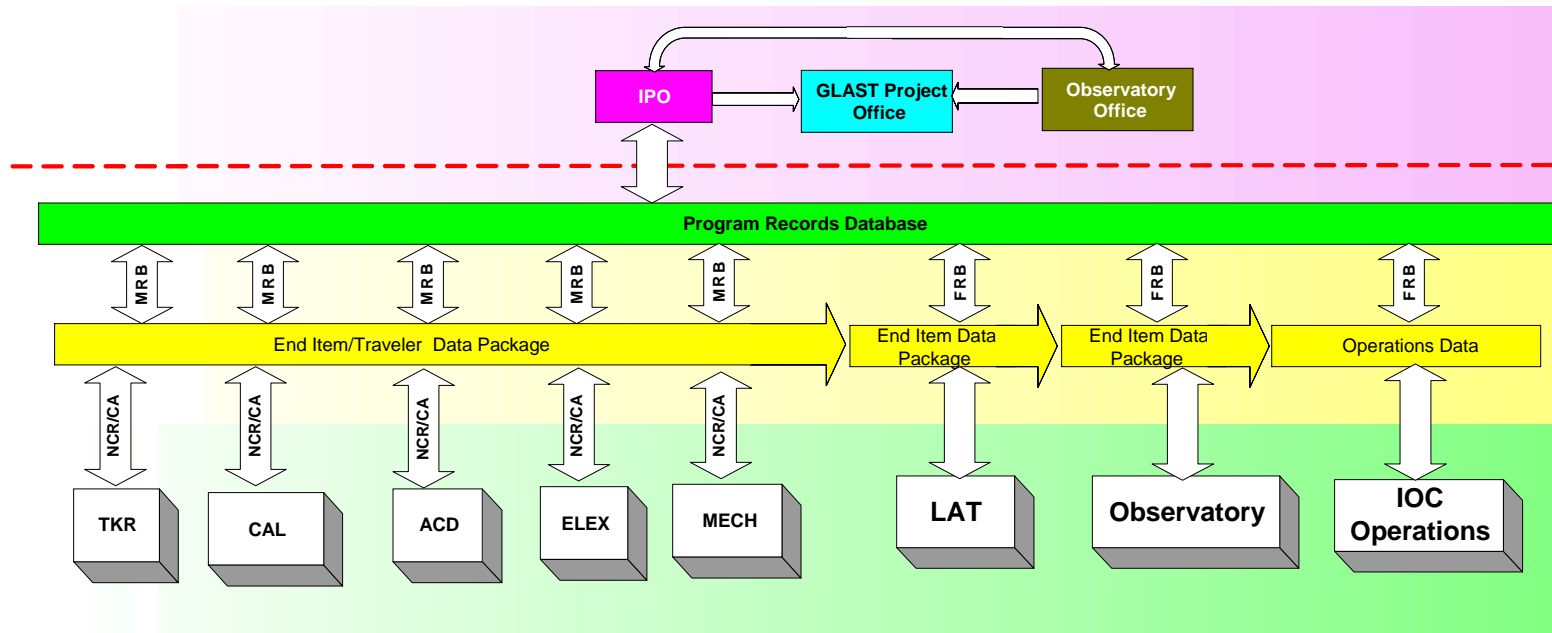 IPO
GLAST Project
Office
Observatory
Office
Program Records Database
MRB
MRB
MRB
MRB
MRB
FRB
FRB
FRB
End Item/Traveler Data Package
End Item Data
Package
End Item Data
Package
Operations Data
NCR/CA
NCR/CA
NCR/CA
NCR/CA
NCR/CA
TKR
CAL
ACD
ELEX
MECH
LAT
Observatory
IOC
Operations